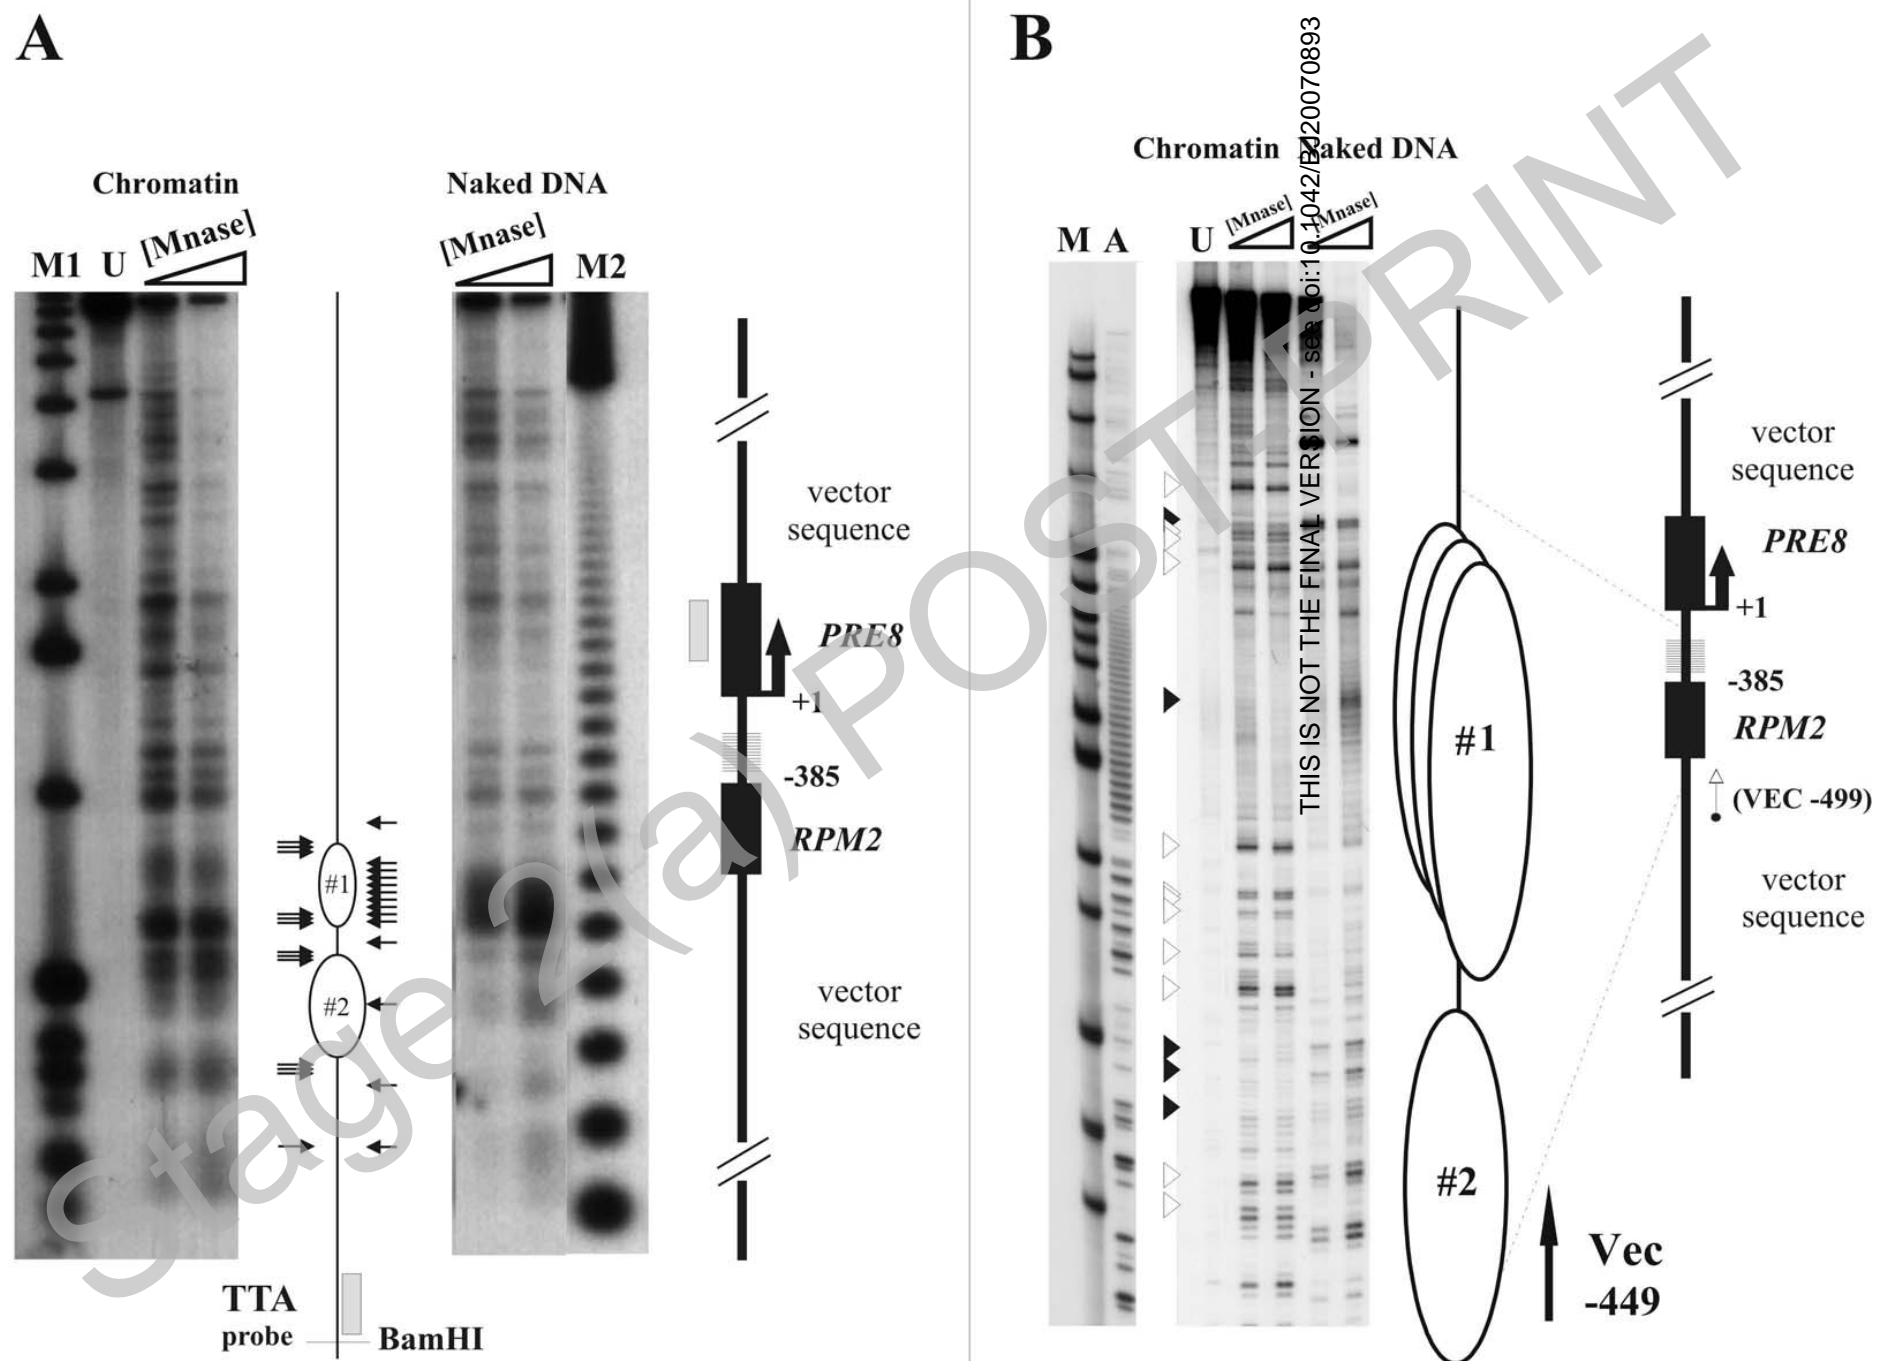 A
Chromatin
[Mnase]
M1 U
Naked DNA
[Mnase]
M2
vector
sequence
PRE8
+1
-385
RPM2
vector
sequence
#1
#2
TTA
probe
BamHI
B
Chromatin
Naked DNA
M A
U
[Mnase]
[Mnase]
vector
sequence
PRE8
+1
-385
RPM2
(VEC -499)
vector
sequence
#1
#2
Vec
-449
THIS IS NOT THE FINAL VERSION - see doi:10.1042/BJ20070893
Stage 2(a) POST-PRINT